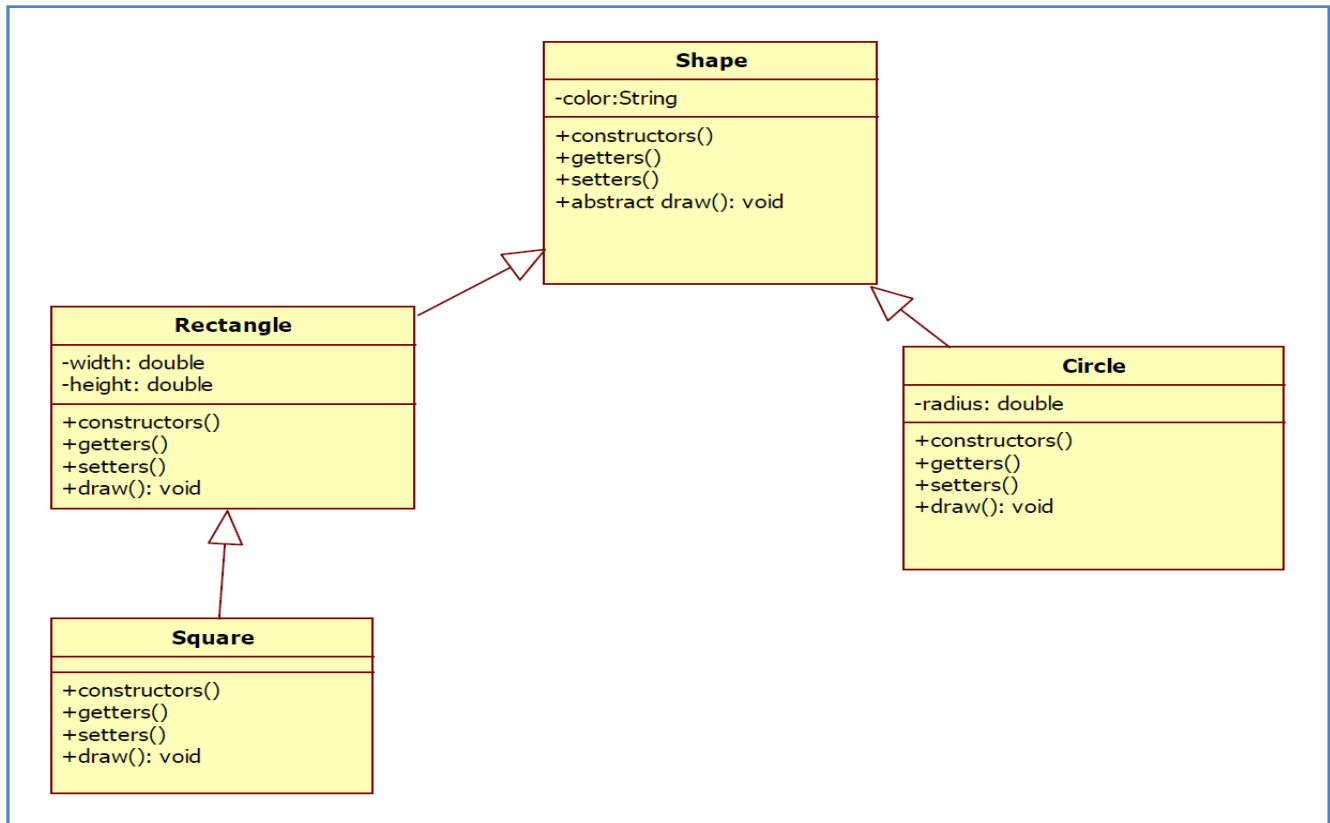 Shape
-color:String
+constructors()
+getters()
+setters()
+abstract draw(): void
Rectangle
-width: double
-height: double
+constructors()
+getters()
+setters()
+draw(): void
Circle
-radius: double
+constructors()
+getters()
+setters()
+draw(): void
Square
+constructors()
+getters()
+setters()
+draw(): void